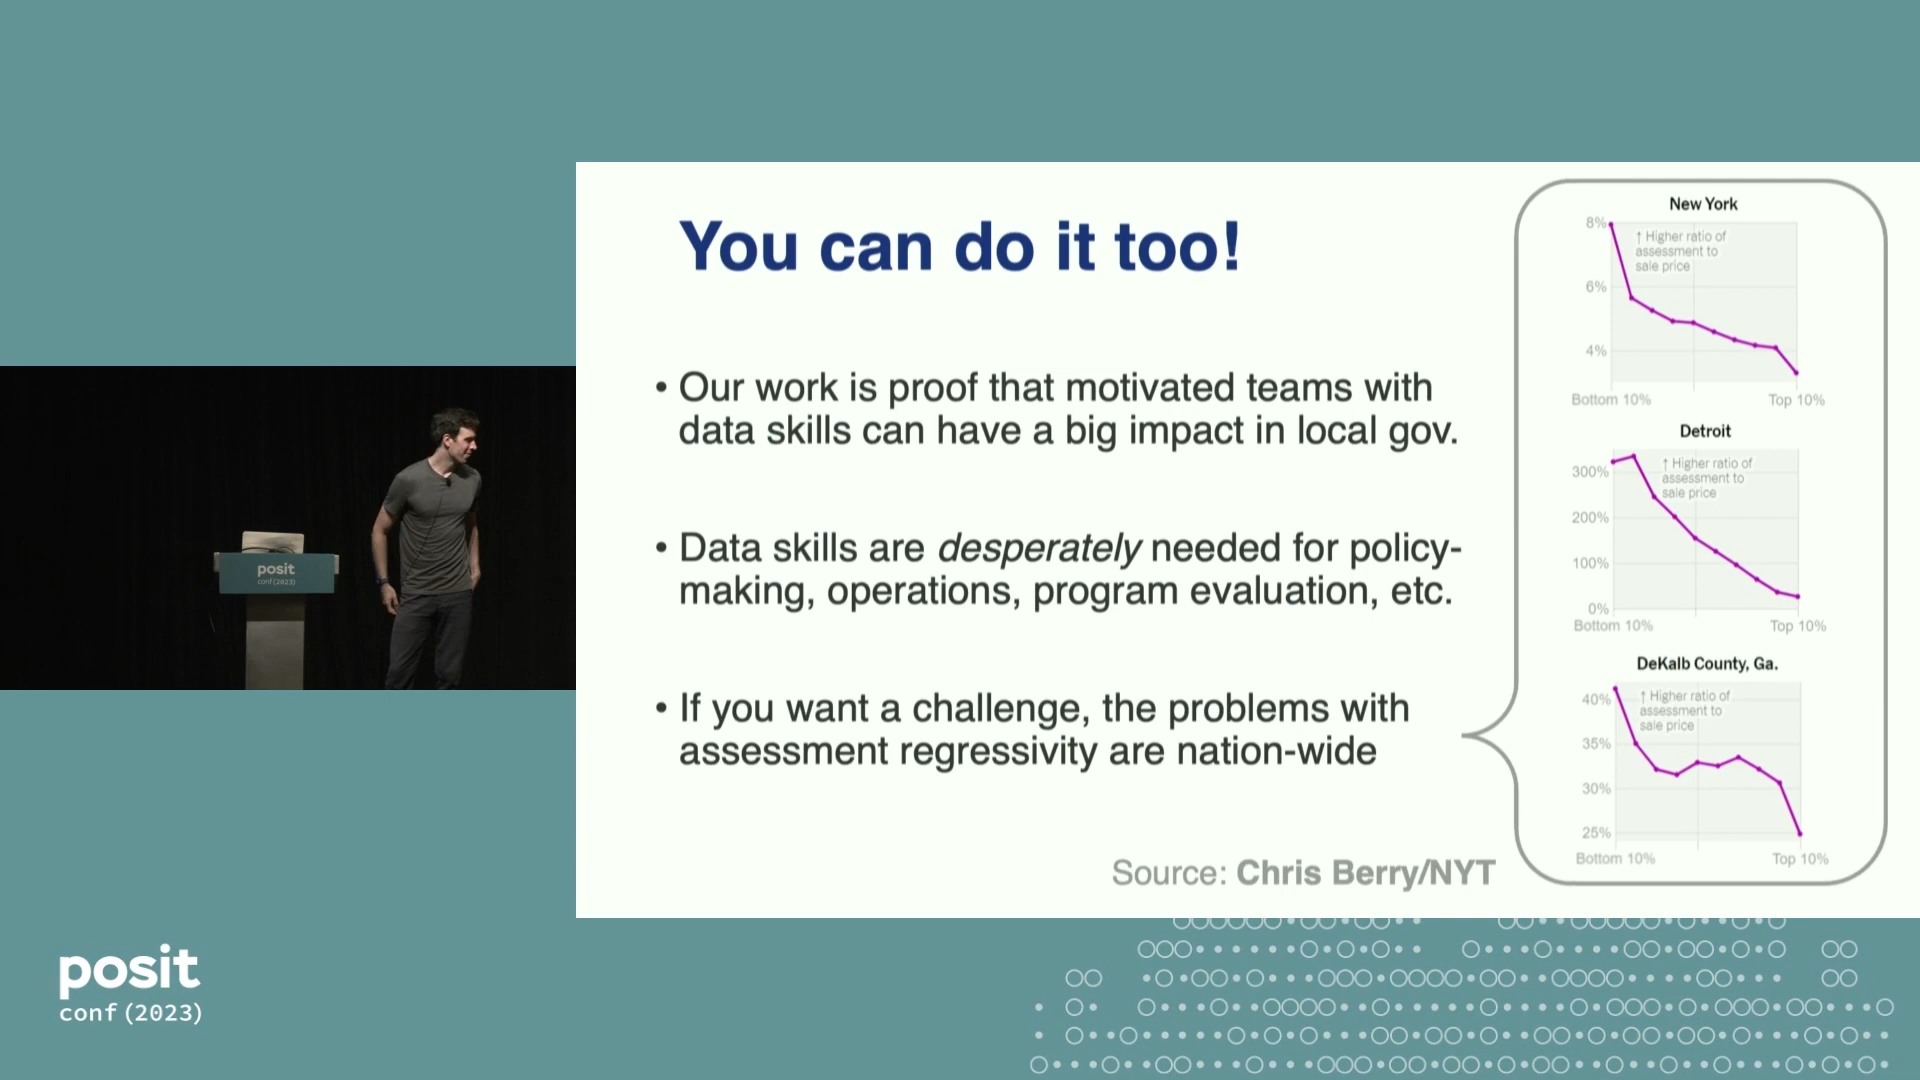 You can do it too!
• Our work is proof that motivated teams with
data skills can have a big impact in local gov.
• Data skills are desperately needed for policy-
making, operations, program evaluation, etc.
• If you want a challenge, the problems with
assessment regressivity are nation-wide
Source: Chris Berry/NYT
New York
8%
↑ Higher ratio of
assessment to
sale price
6%
4%
Bottom 10% Top 10%
Detroit
300%
↑ Higher ratio of
assessment to
sale price
200%
100%
0%
Bottom 10% Top 10%
DeKalb County, Ga.
40%
↑ Higher ratio of
assessment to
sale price
35%
30%
25%
Bottom 10% Top 10%
posit
conf(2023)
posit
conf(2023)